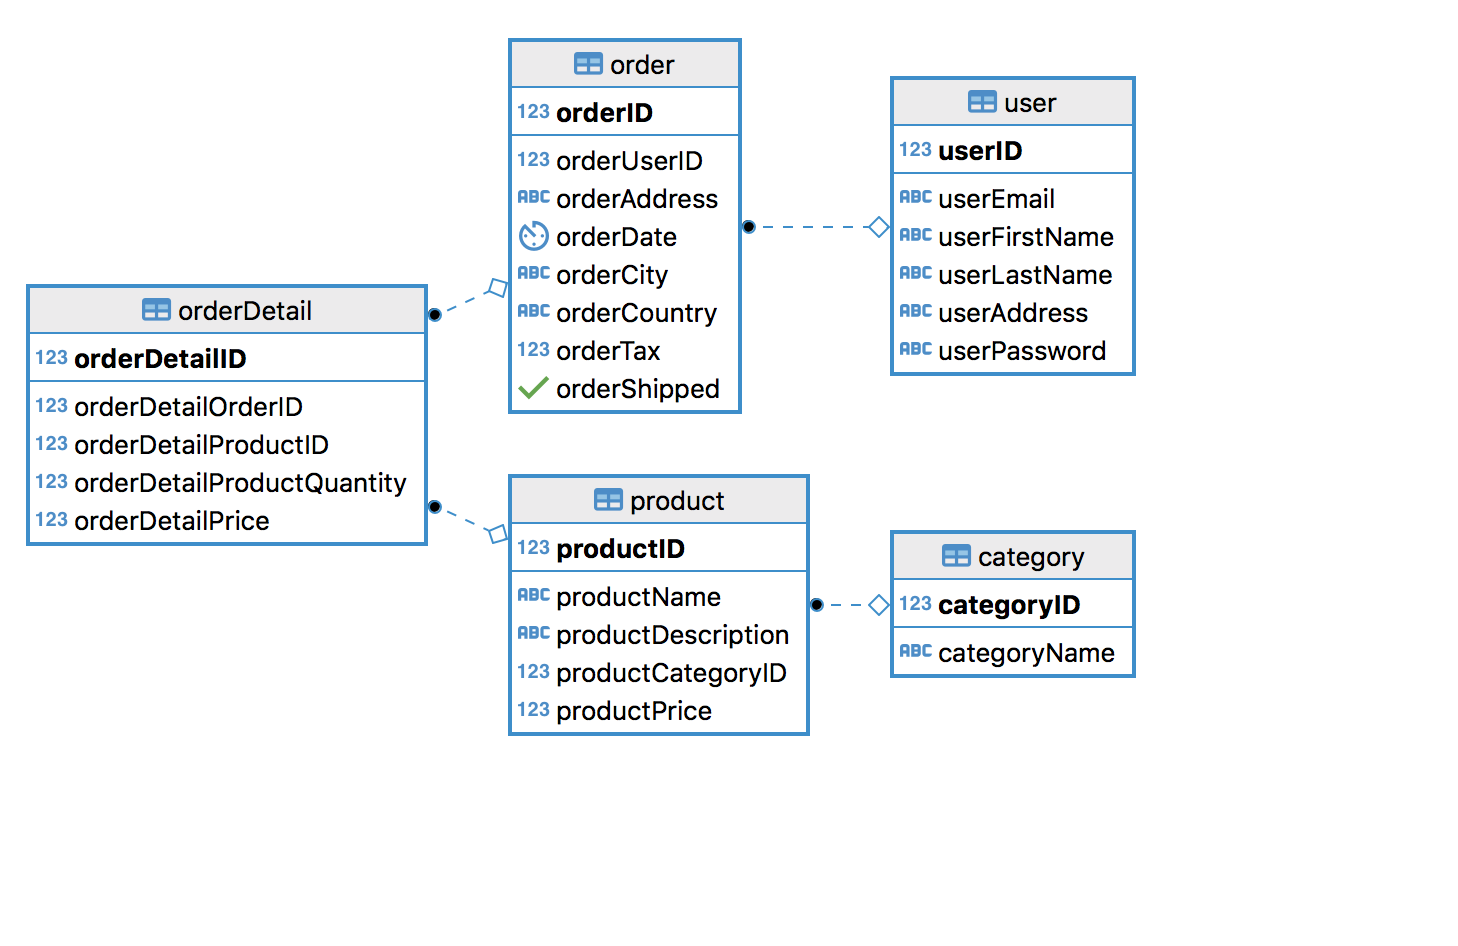 order
123 orderID
123 orderUserID
ABC orderAddress
orderDate
ABC orderCity
ABC orderCountry
123 orderTax
orderShipped
user
123 userID
ABC userEmail
ABC userFirstName
ABC userLastName
ABC userAddress
ABC userPassword
orderDetail
123 orderDetailID
123 orderDetailOrderID
123 orderDetailProductID
123 orderDetailProductQuantity
123 orderDetailPrice
product
123 productID
ABC productName
ABC productDescription
123 productCategoryID
123 productPrice
category
123 categoryID
ABC categoryName